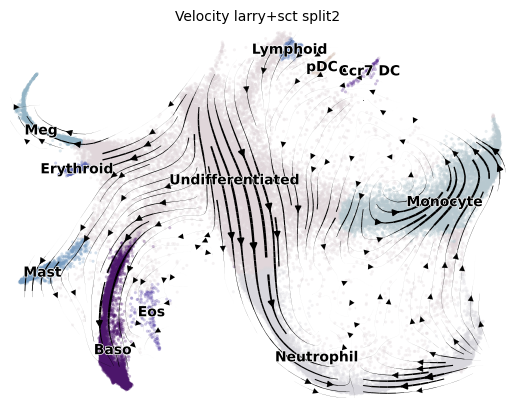 Velocity larry+sct split2
Lymphoid
pDC
Ccr7 DC
Meg
Erythroid
Undifferentiated
Monocyte
Mast
Eos
Baso
Neutrophil